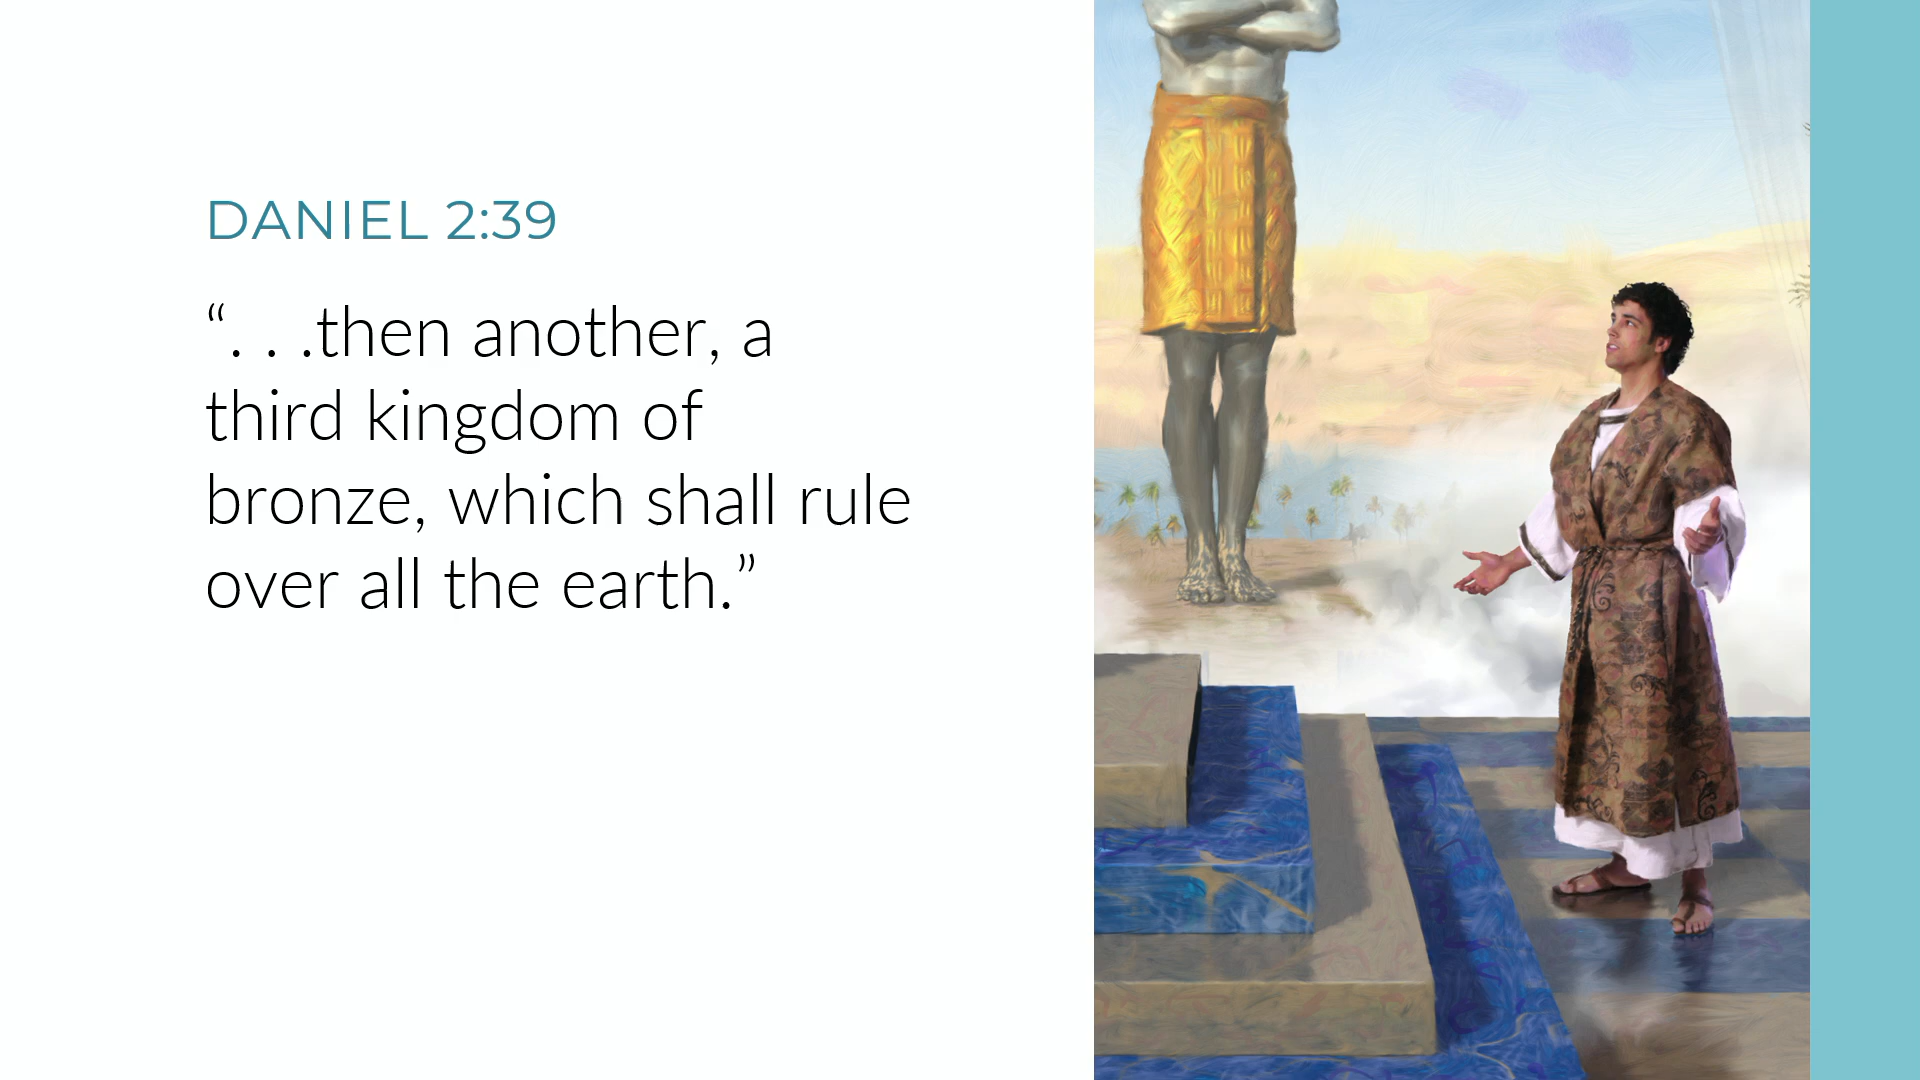 DANIEL 2:39
“. . .then another, a
third kingdom of
bronze, which shall rule
over all the earth.”